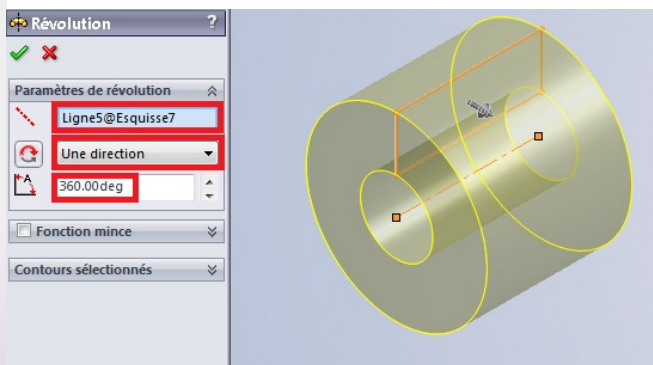 Révolution ?
Paramètres de révolution
Ligne5@Esquisse7
Une direction
A
360.00deg
Fonction mince
Contours sélectionnés